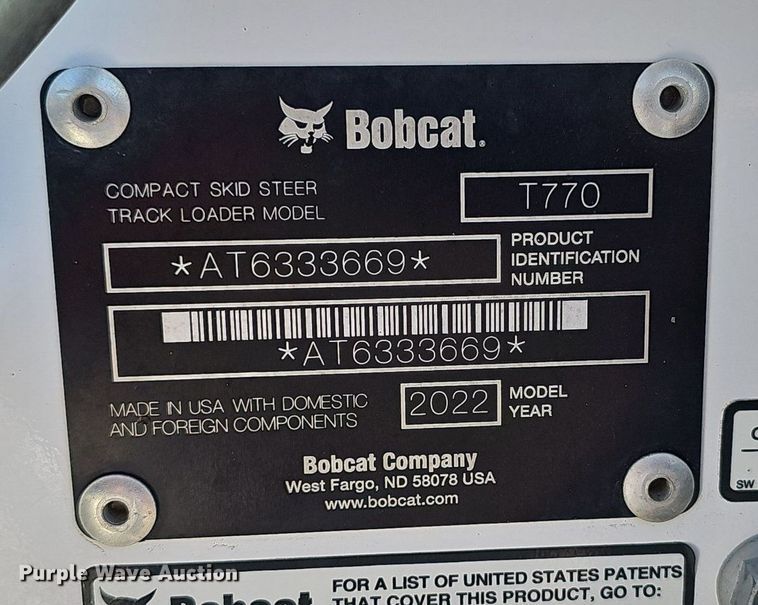 Bobcat.
COMPACT SKID STEER
TRACK LOADER MODEL
T770
*AT6333669*
PRODUCT
IDENTIFICATION
NUMBER
*AT6333669*
MADE IN USA WITH DOMESTIC
AND FOREIGN COMPONENTS
2022
MODEL
YEAR
Bobcat Company
West Fargo, ND 58078 USA
www.bobcat.com
SW
Purple Wave Auction
Bobcat
FOR A LIST OF UNITED STATES PATENTS
THAT COVER THIS PRODUCT, GO TO: